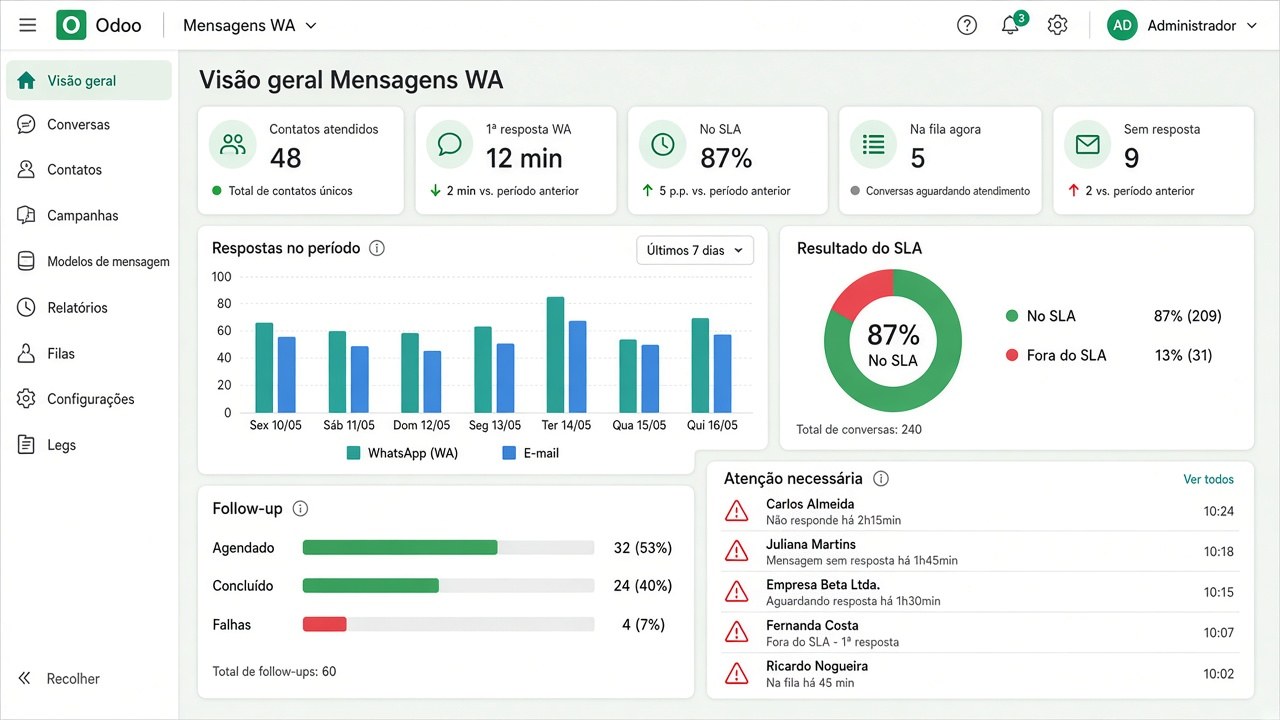 Odoo
Mensagens WA
3
AD
Administrador
Visão geral
Conversas
Contatos
Campanhas
Modelos de mensagem
Relatórios
Filas
Configurações
Legs
Recolher
Visão geral Mensagens WA
Contatos atendidos
48
Total de contatos únicos
1ª resposta WA
12 min
2 min vs. período anterior
No SLA
87%
5 p.p. vs. período anterior
Na fila agora
5
Conversas aguardando atendimento
Sem resposta
9
2 vs. período anterior
Respostas no período
Últimos 7 dias
100
80
60
40
20
0
Sex 10/05 Sáb 11/05 Dom 12/05 Seg 13/05 Ter 14/05 Qua 15/05 Qui 16/05
WhatsApp (WA) E-mail
Resultado do SLA
87%
No SLA
No SLA 87% (209)
Fora do SLA 13% (31)
Total de conversas: 240
Follow-up
Agendado 32 (53%)
Concluído 24 (40%)
Falhas 4 (7%)
Total de follow-ups: 60
Atenção necessária
Ver todos
Carlos Almeida
Não responde há 2h15min
10:24
Juliana Martins
Mensagem sem resposta há 1h45min
10:18
Empresa Beta Ltda.
Aguardando resposta há 1h30min
10:15
Fernanda Costa
Fora do SLA - 1ª resposta
10:07
Ricardo Nogueira
Na fila há 45 min
10:02